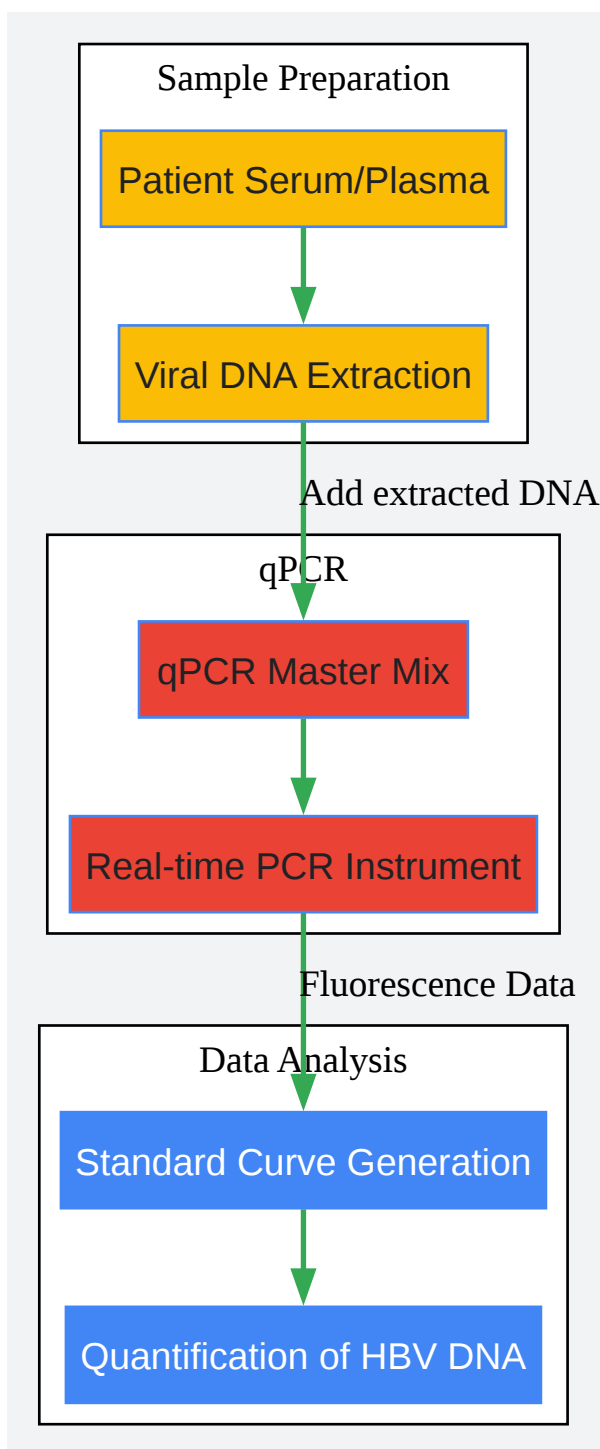 Sample Preparation
Patient Serum/Plasma
Viral DNA Extraction
Add extracted DNA
qPCR
qPCR Master Mix
Real-time PCR Instrument
Fluorescence Data
Data Analysis
Standard Curve Generation
Quantification of HBV DNA